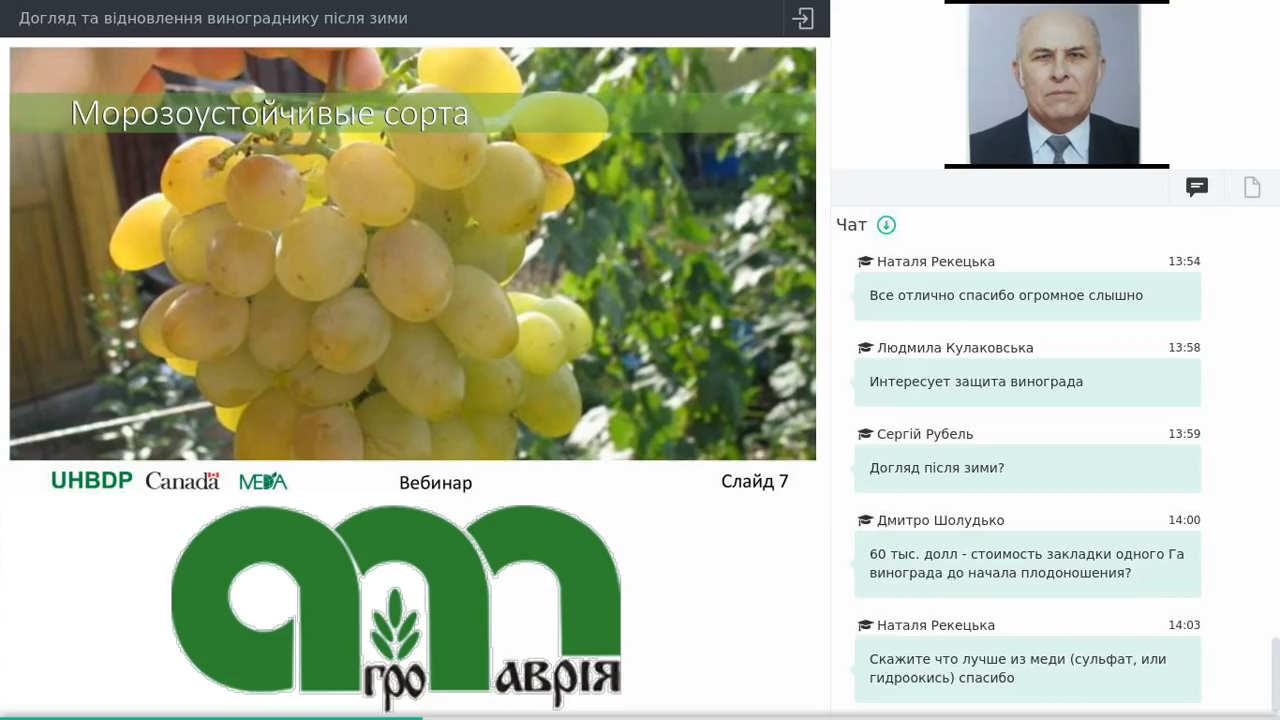 Догляд та відновлення винограднику після зими
Морозоустойчивые сорта
UHBDP
Canada
MEDA
Вебинар
Слайд 7
гро
аврія
Чат
Наталя Рекецька
13:54
Все отлично спасибо огромное слышно
Людмила Кулаковська
13:58
Интересует защита винограда
Сергій Рубель
13:59
Догляд після зими?
Дмитро Шолудько
14:00
60 тыс. долл - стоимость закладки одного Га
винограда до начала плодоношения?
Наталя Рекецька
14:03
Скажите что лучше из меди (сульфат, или
гидроокись) спасибо